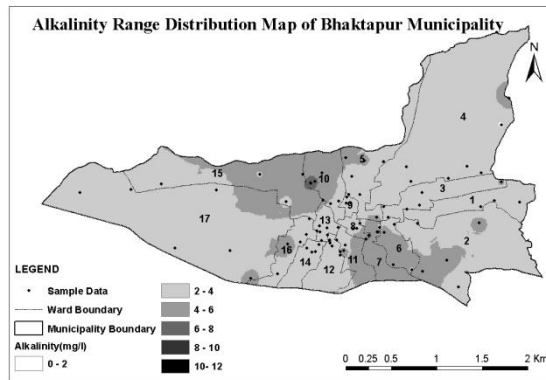 Alkalinity Range Distribution Map of Bhaktapur Municipality
N
4
5
15
10
3
1
9
17
13
8
2
16
6
14
11
7
12
LEGEND
Sample Data
Ward Boundary
Municipality Boundary
Alkalinity(mg/l)
0 - 2
2 - 4
4 - 6
6 - 8
8 - 10
10- 12
0 0.25 0.5 1 1.5 2 Km